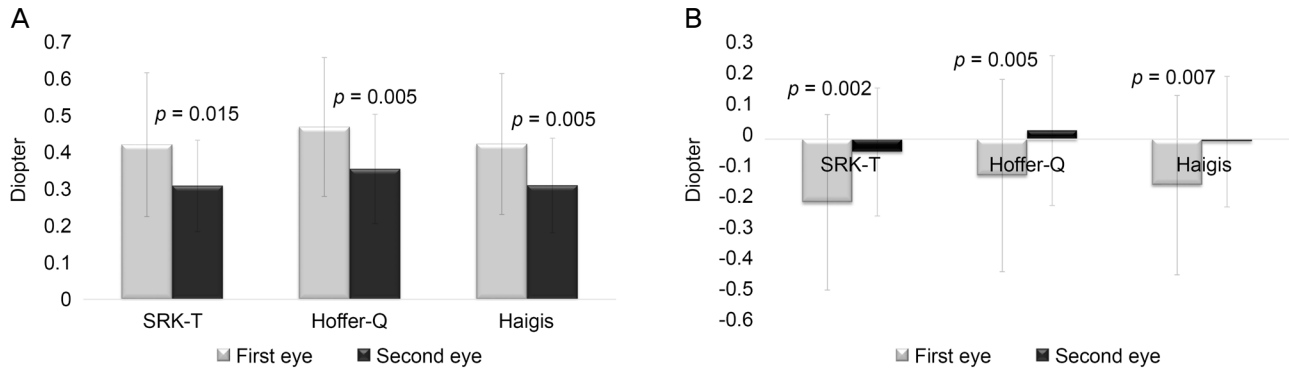 A
0.7
0.6
0.5
0.4
0.3
0.2
0.1
0
Diopter
p = 0.015
p = 0.005
p = 0.005
SRK-T
Hoffer-Q
Haigis
First eye
Second eye
B
0.3
0.2
0.1
0
-0.1
-0.2
-0.3
-0.4
-0.5
-0.6
Diopter
p = 0.002
p = 0.005
p = 0.007
SRK-T
Hoffer-Q
Haigis
First eye
Second eye